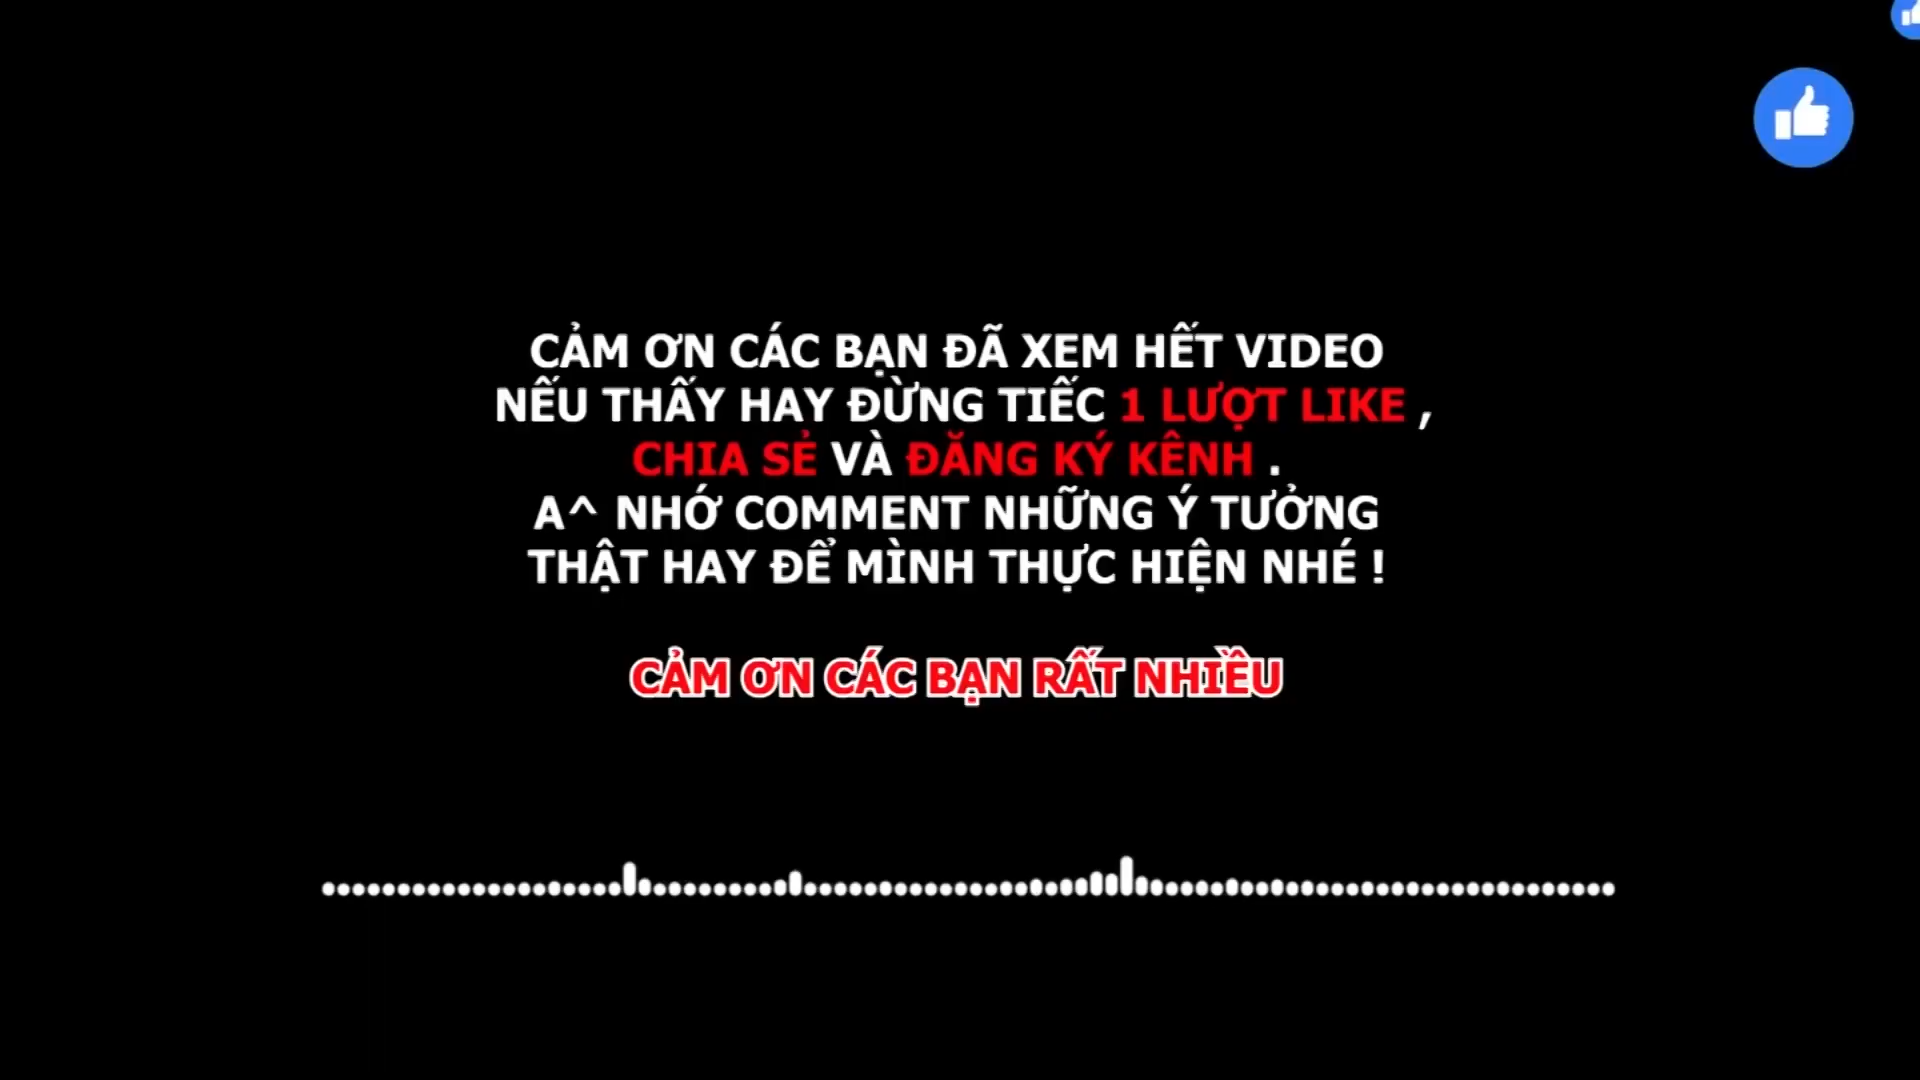 CẢM ƠN CÁC BẠN ĐÃ XEM HẾT VIDEO
NẾU THẤY HAY ĐỪNG TIẾC 1 LƯỢT LIKE ,
CHIA SẺ VÀ ĐĂNG KÝ KÊNH .
A^ NHỚ COMMENT NHỮNG Ý TƯỞNG
THẬT HAY ĐỂ MÌNH THỰC HIỆN NHÉ !
CẢM ƠN CÁC BẠN RẤT NHIỀU